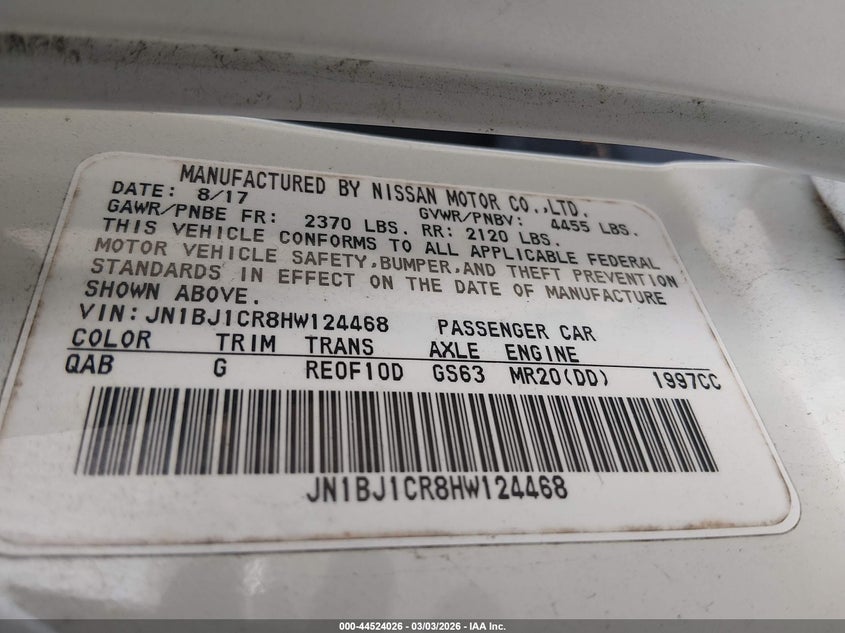 MANUFACTURED BY NISSAN MOTOR CO.,LTD.
DATE: 8/17 GVWR/PNBV: 4455 LBS.
GAWR/PNBE FR: 2370 LBS. RR: 2120 LBS.
THIS VEHICLE CONFORMS TO ALL APPLICABLE FEDERAL
MOTOR VEHICLE SAFETY,BUMPER,AND THEFT PREVENTION
STANDARDS IN EFFECT ON THE DATE OF MANUFACTURE
SHOWN ABOVE.
VIN: JN1BJ1CR8HW124468 PASSENGER CAR
COLOR TRIM TRANS AXLE ENGINE
QAB G RE0F10D GS63 MR20(DD) 1997CC
JN1BJ1CR8HW124468
000-44524026 - 03/03/2026 - IAA Inc.